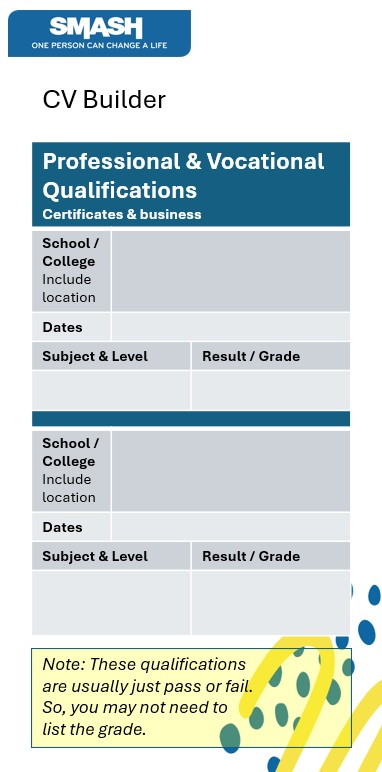 SMASH
ONE PERSON CAN CHANGE A LIFE
CV Builder
Professional & Vocational
Qualifications
Certificates & business
School /
College
Include
location
Dates
Subject & Level Result / Grade
School /
College
Include
location
Dates
Subject & Level Result / Grade
Note: These qualifications
are usually just pass or fail.
So, you may not need to
list the grade.